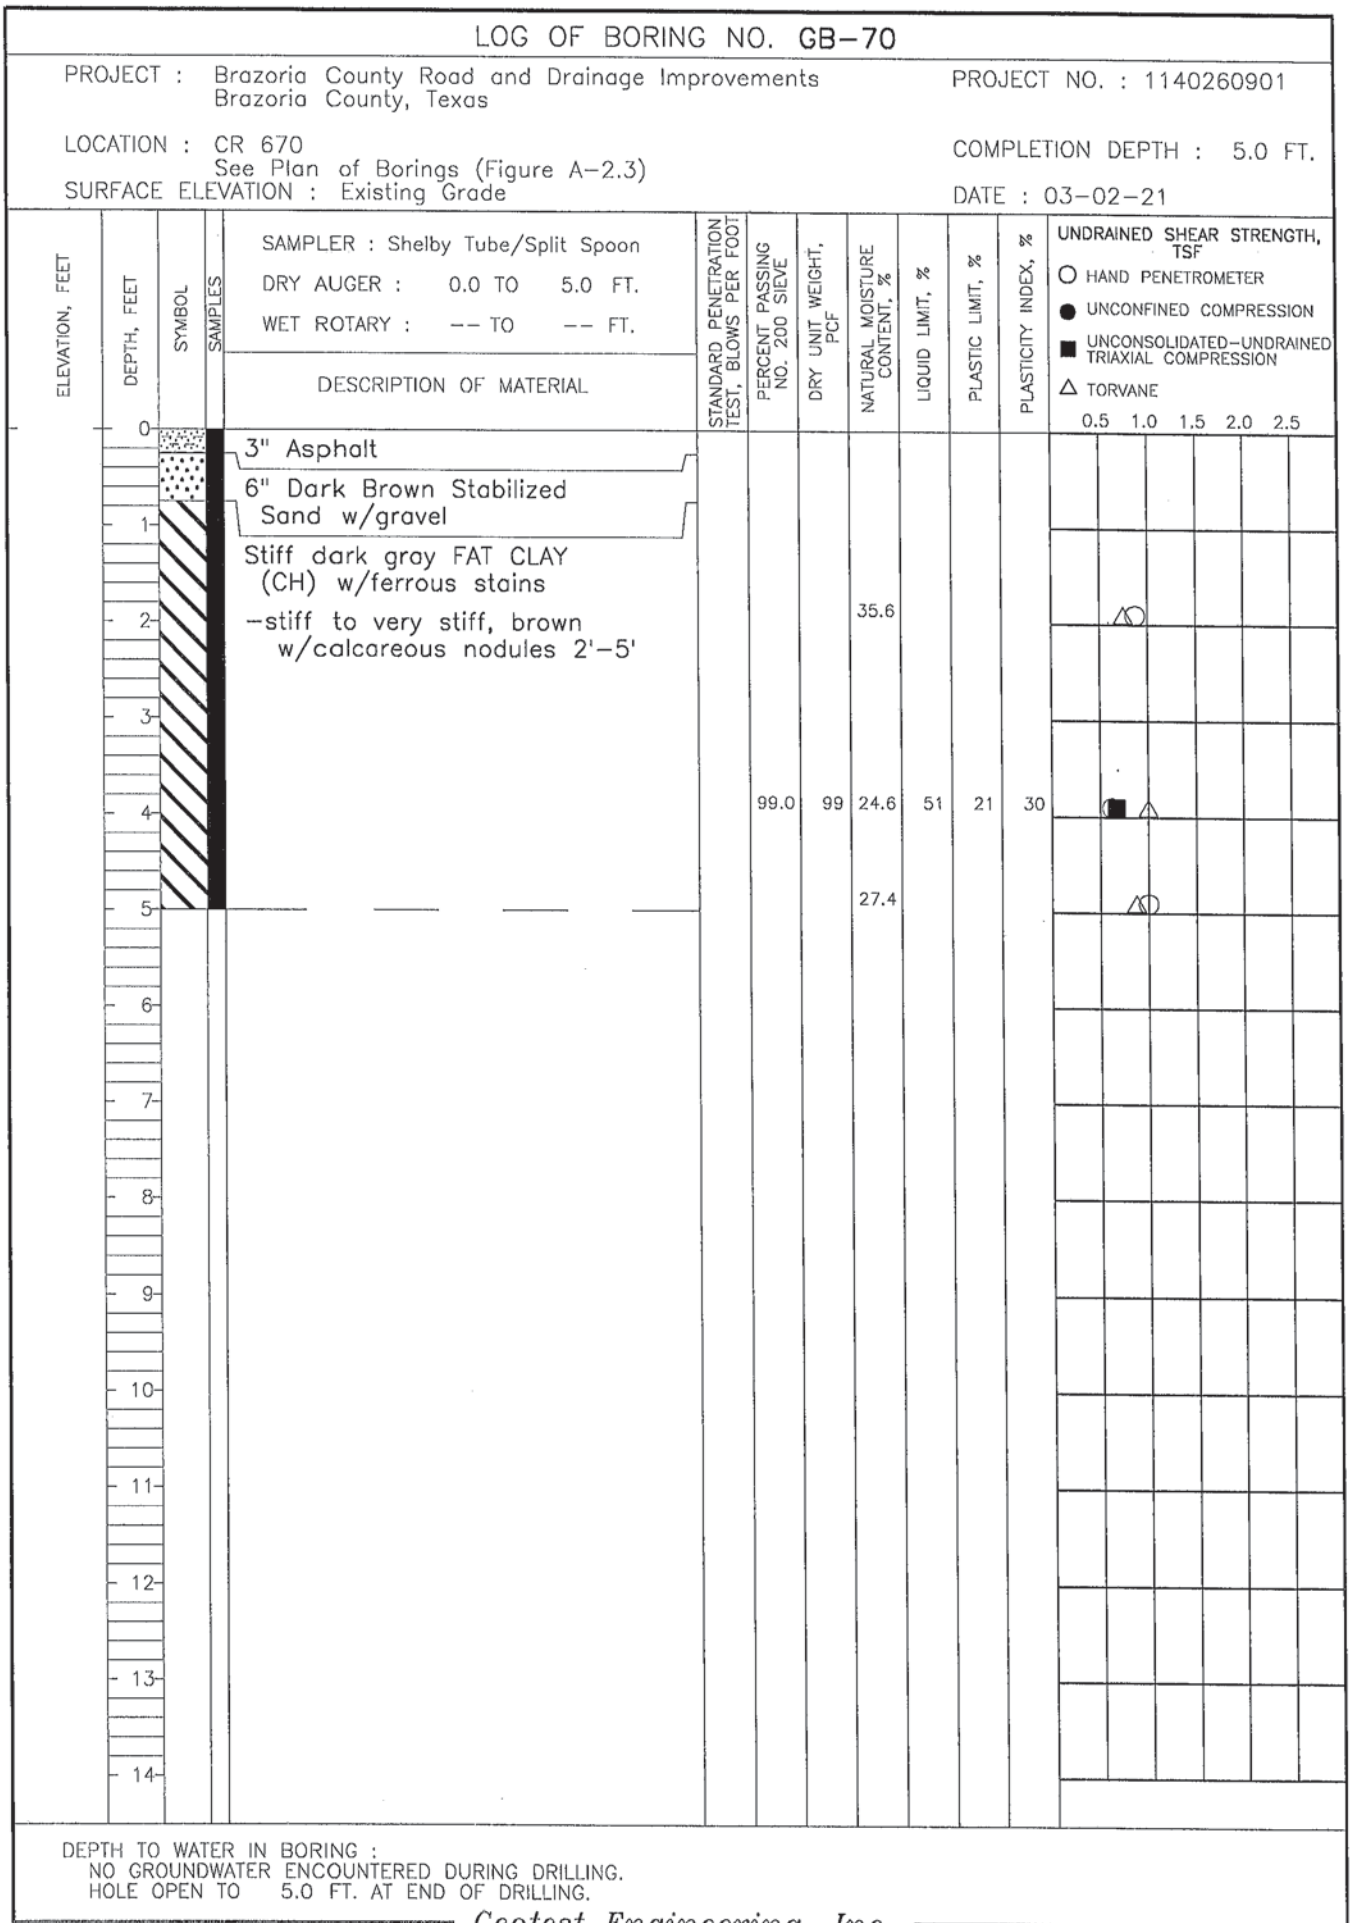 LOG OF BORING NO. GB-70
PROJECT : Brazoria County Road and Drainage Improvements
Brazoria County, Texas
PROJECT NO. : 1140260901
LOCATION : CR 670
See Plan of Borings (Figure A-2.3)
COMPLETION DEPTH : 5.0 FT.
SURFACE ELEVATION : Existing Grade
DATE : 03-02-21
ELEVATION, FEET
DEPTH, FEET
SYMBOL
SAMPLES
SAMPLER : Shelby Tube/Split Spoon
DRY AUGER : 0.0 TO 5.0 FT.
WET ROTARY : -- TO -- FT.
DESCRIPTION OF MATERIAL
STANDARD PENETRATION
TEST, BLOWS PER FOOT
PERCENT PASSING
NO. 200 SIEVE
DRY UNIT WEIGHT,
PCF
NATURAL MOISTURE
CONTENT, %
LIQUID LIMIT, %
PLASTIC LIMIT, %
PLASTICITY INDEX, %
UNDRAINED SHEAR STRENGTH,
TSF
HAND PENETROMETER
UNCONFINED COMPRESSION
UNCONSOLIDATED-UNDRAINED
TRIAXIAL COMPRESSION
TORVANE
0.5 1.0 1.5 2.0 2.5
0
3" Asphalt
6" Dark Brown Stabilized
Sand w/gravel
1
Stiff dark gray FAT CLAY
(CH) w/ferrous stains
35.6
2
-stiff to very stiff, brown
w/calcareous nodules 2'-5'
3
4
99.0 99 24.6 51 21 30
27.4
5
6
7
8
9
10
11
12
13
14
DEPTH TO WATER IN BORING :
NO GROUNDWATER ENCOUNTERED DURING DRILLING.
HOLE OPEN TO 5.0 FT. AT END OF DRILLING.
Geotest Engineering, Inc.